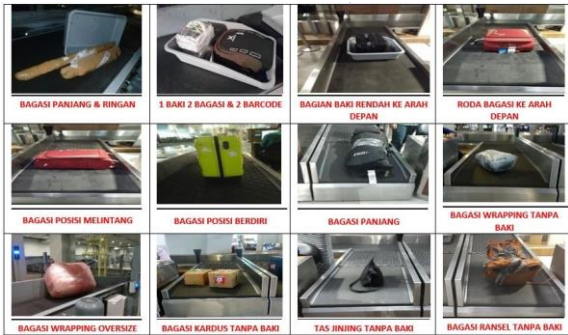 BAGASI PANJANG & RINGAN
1 BAKI 2 BAGASI & 2 BARCODE
BAGIAN BAKI RENDAH KE ARAH
DEPAN
RODA BAGASI KE ARAH
DEPAN
BAGASI POSISI MELINTANG
BAGASI POSISI BERDIRI
BAGASI PANJANG
BAGASI WRAPPING TANPA
BAKI
BAGASI WRAPPING OVERSIZE
BAGASI KARDUS TANPA BAKI
TAS JINJING TANPA BAKI
BAGASI RANSEL TANPA BAKI